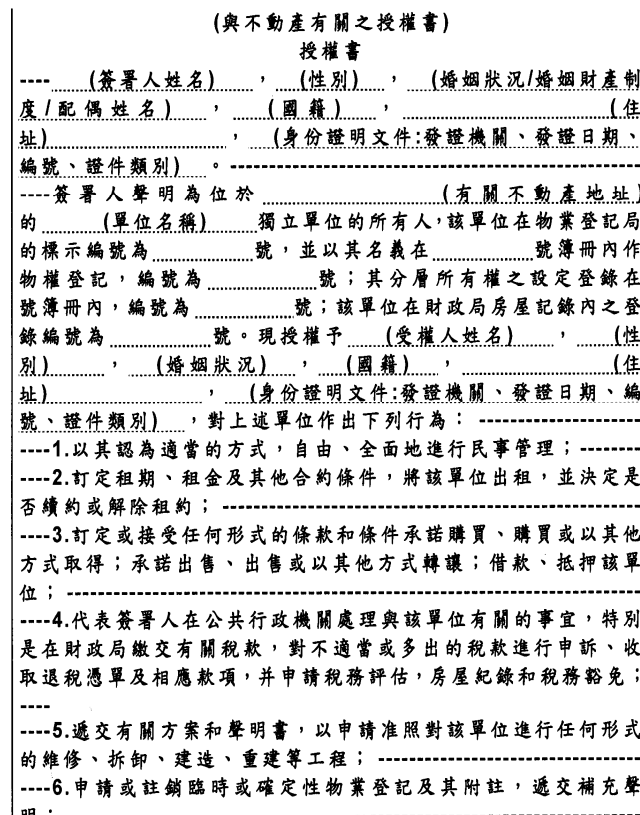 (與不動產有關之授權書)
授權書
---- (簽署人姓名) ， (性別) ， (婚姻狀況/婚姻財產制
度/配偶姓名) ， (國籍) ， (住
址) ， (身份證明文件:發證機關、發證日期、
編號、證件類別) 。--------------------------------------------
----簽署人聲明為位於 (有關不動產地址)
的 (單位名稱) 獨立單位的所有人，該單位在物業登記局
的標示編號為 號，並以其名義在 號簿冊內作
物權登記，編號為 號；其分層所有權之設定登錄在
號簿冊內，編號為 號；該單位在財政局房屋記錄內之登
錄編號為 號。現授權予 (受權人姓名) ， (性
別) ， (婚姻狀況) ， (國籍) ， (住
址) ， (身份證明文件:發證機關、發證日期、編
號、證件類別) ，對上述單位作出下列行為： ----------------
----1.以其認為適當的方式，自由、全面地進行民事管理；---------
----2.訂定租期、租金及其他合約條件，將該單位出租，並決定是
否續約或解除租約； ---------------------------------------------
----3.訂定或接受任何形式的條款和條件承諾購買、購買或以其他
方式取得；承諾出售、出售或以其他方式轉讓；借款、抵押該單
位； ----------------------------------------------------------------
----4.代表簽署人在公共行政機關處理與該單位有關的事宜，特別
是在財政局繳交有關稅款，對不適當或多出的稅款進行申訴、收
取退稅憑單及相應款項，并申請稅務評估，房屋紀錄和稅務豁免；
----
----5.遞交有關方案和聲明書，以申請准照對該單位進行任何形式
的維修、拆卸、建造、重建等工程； -----------------------------
----6.申請或註銷臨時或確定性物業登記及其附註，遞交補充聲
明； ----------------------------------------------------------------